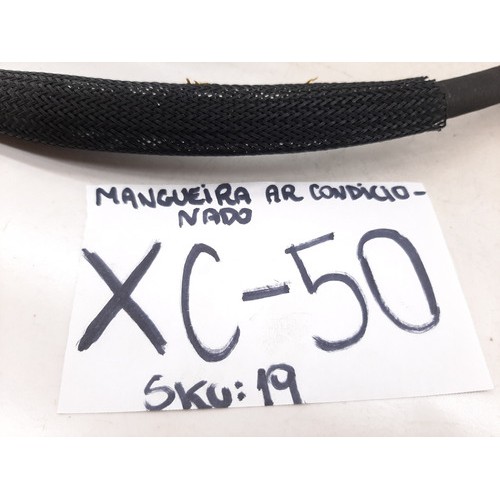 MANGUEIRA AR CONDICIO-
NADO
XC-50
SKU:19